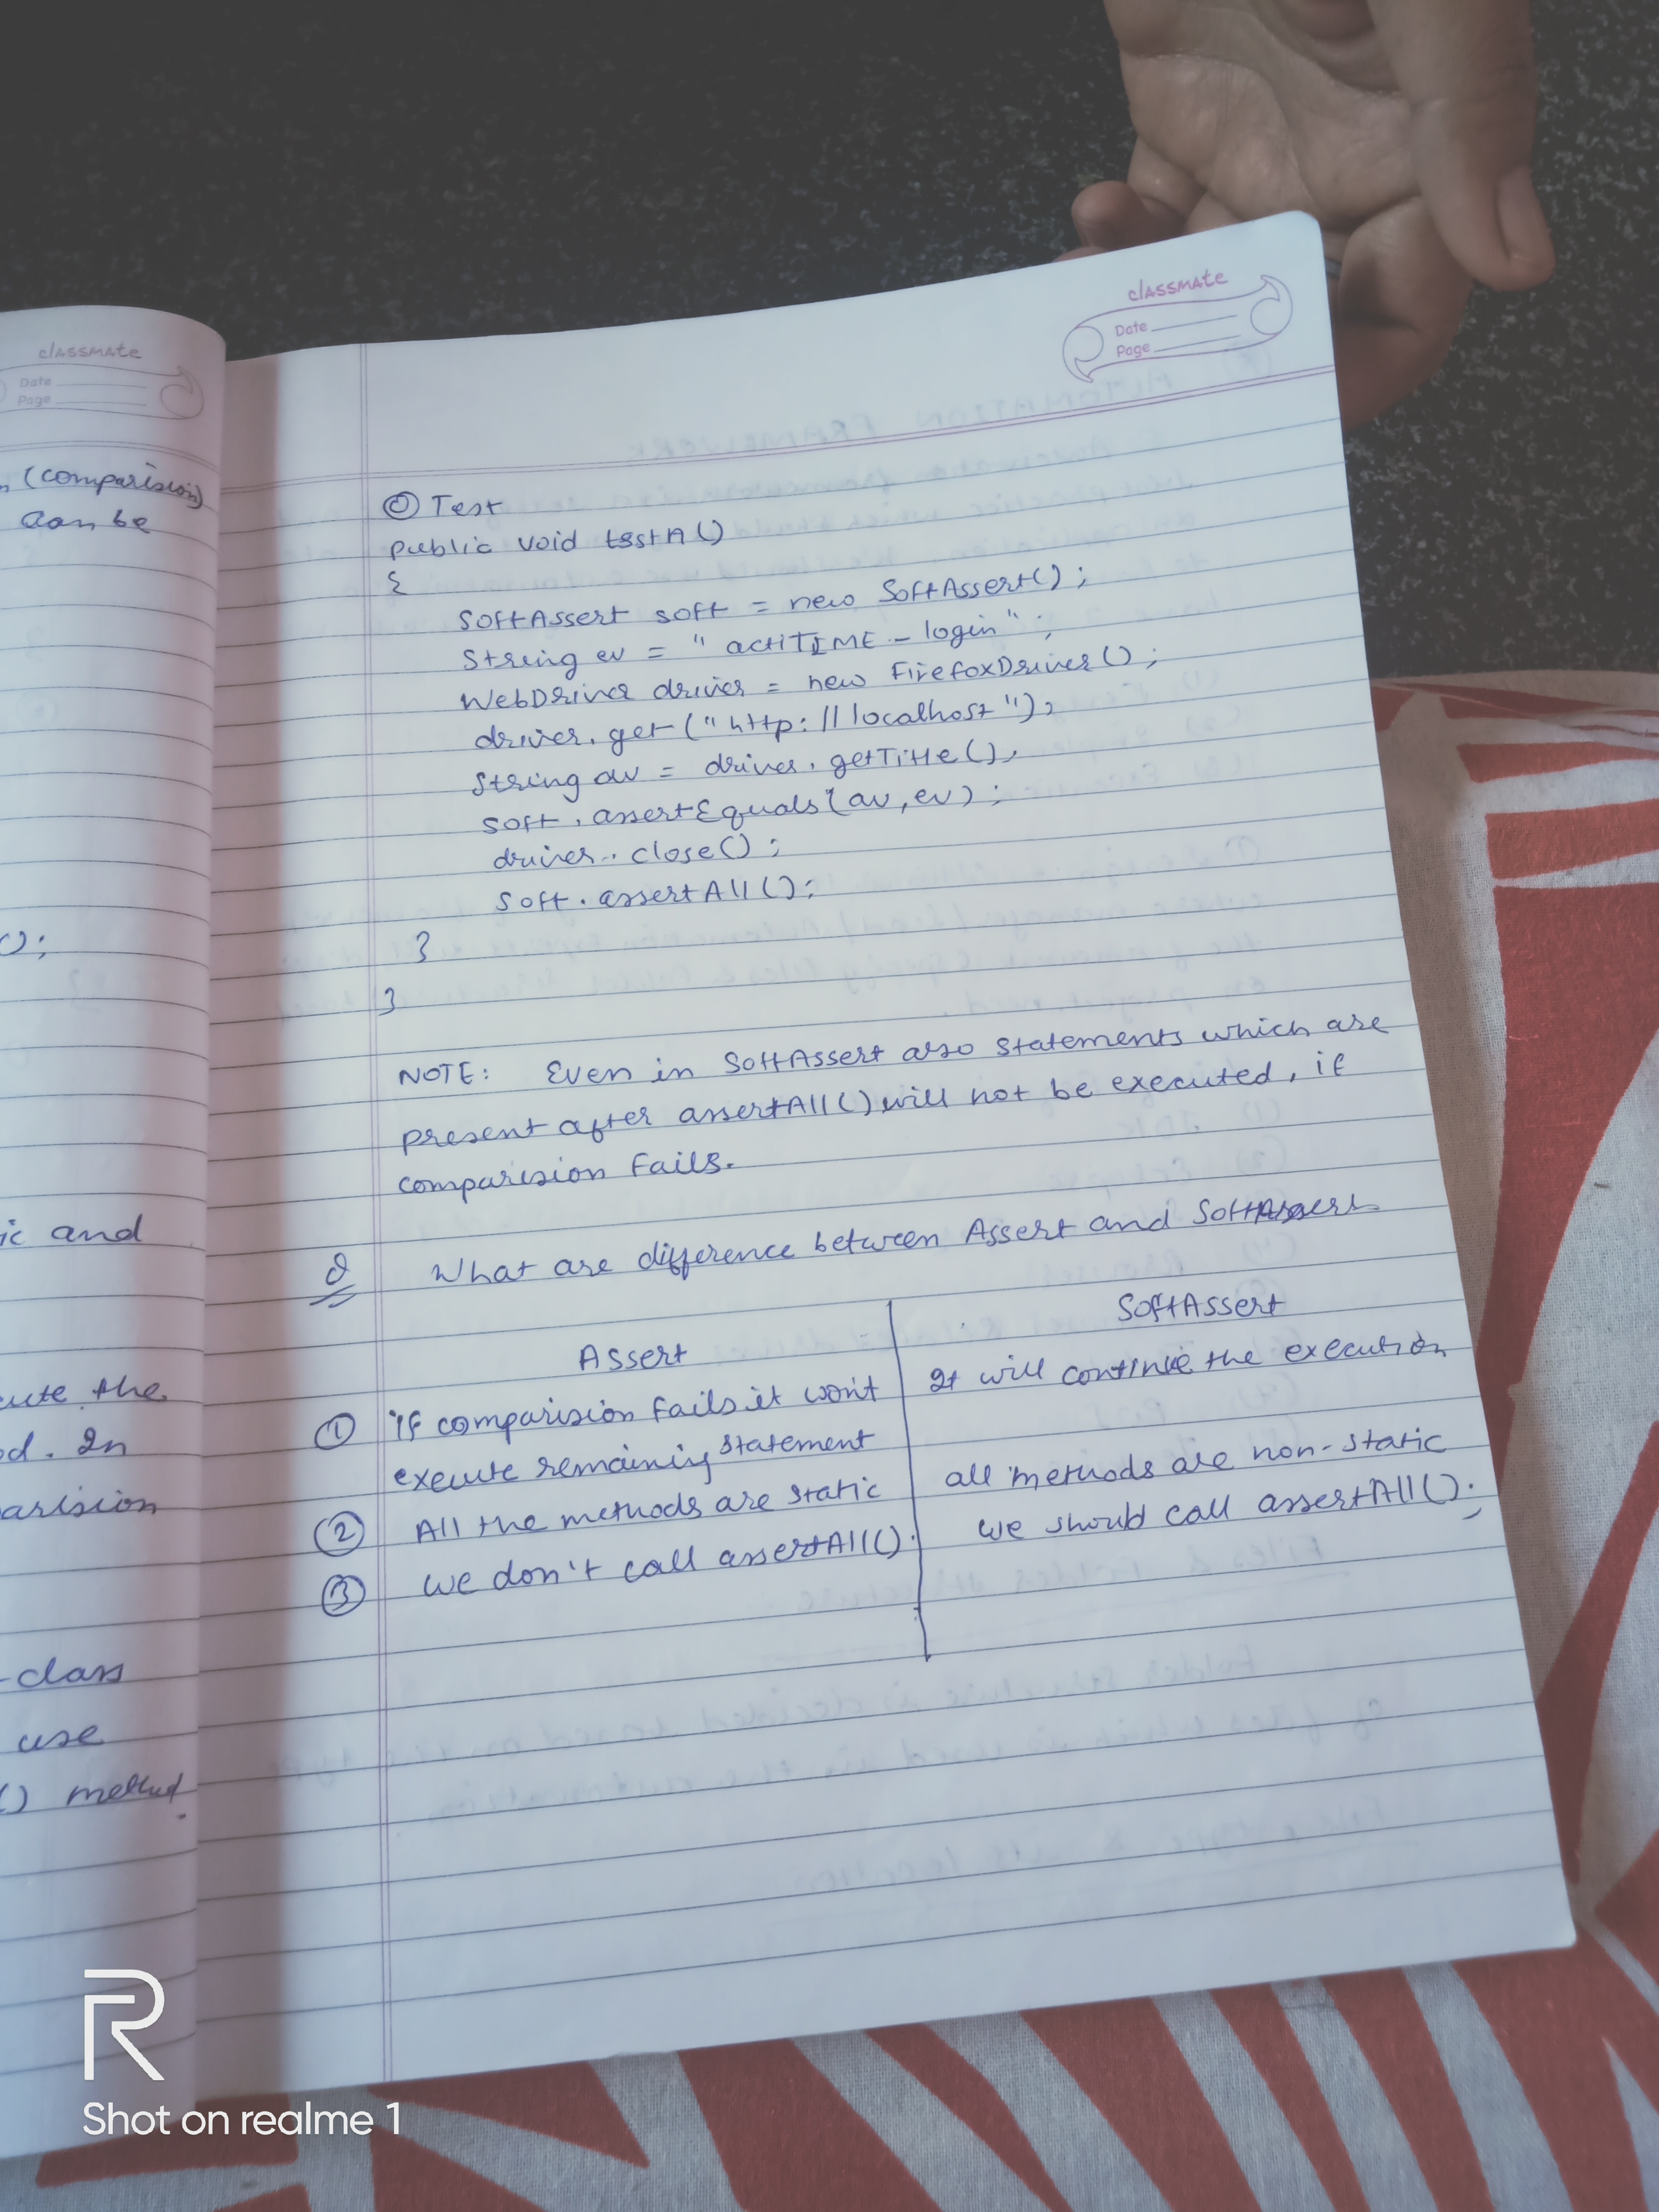 classmate
Date
Page
(comparision)
can be
();
ic and
ute the
od. In
arision
-class
use
() method.
classmate
Date
Page
@ Test
public void testA()
{
SoftAssert soft = new SoftAssert();
String ev = "actiTIME - login";
WebDriver driver = new FirefoxDriver();
driver.get("http://localhost");
String av = driver.getTitle();
soft.assertEquals(av,ev);
driver.close();
soft.assertAll();
}
}
NOTE: Even in SoftAssert also statements which are
present after assertAll() will not be executed, if
comparision fails.
Q What are difference between Assert and SoftAssert
Assert SoftAssert
① if comparision fails it won't It will continue the execution
execute remaining statement
② All the methods are static all methods are non-static
③ we don't call assertAll(). we should call assertAll();
R
Shot on realme 1